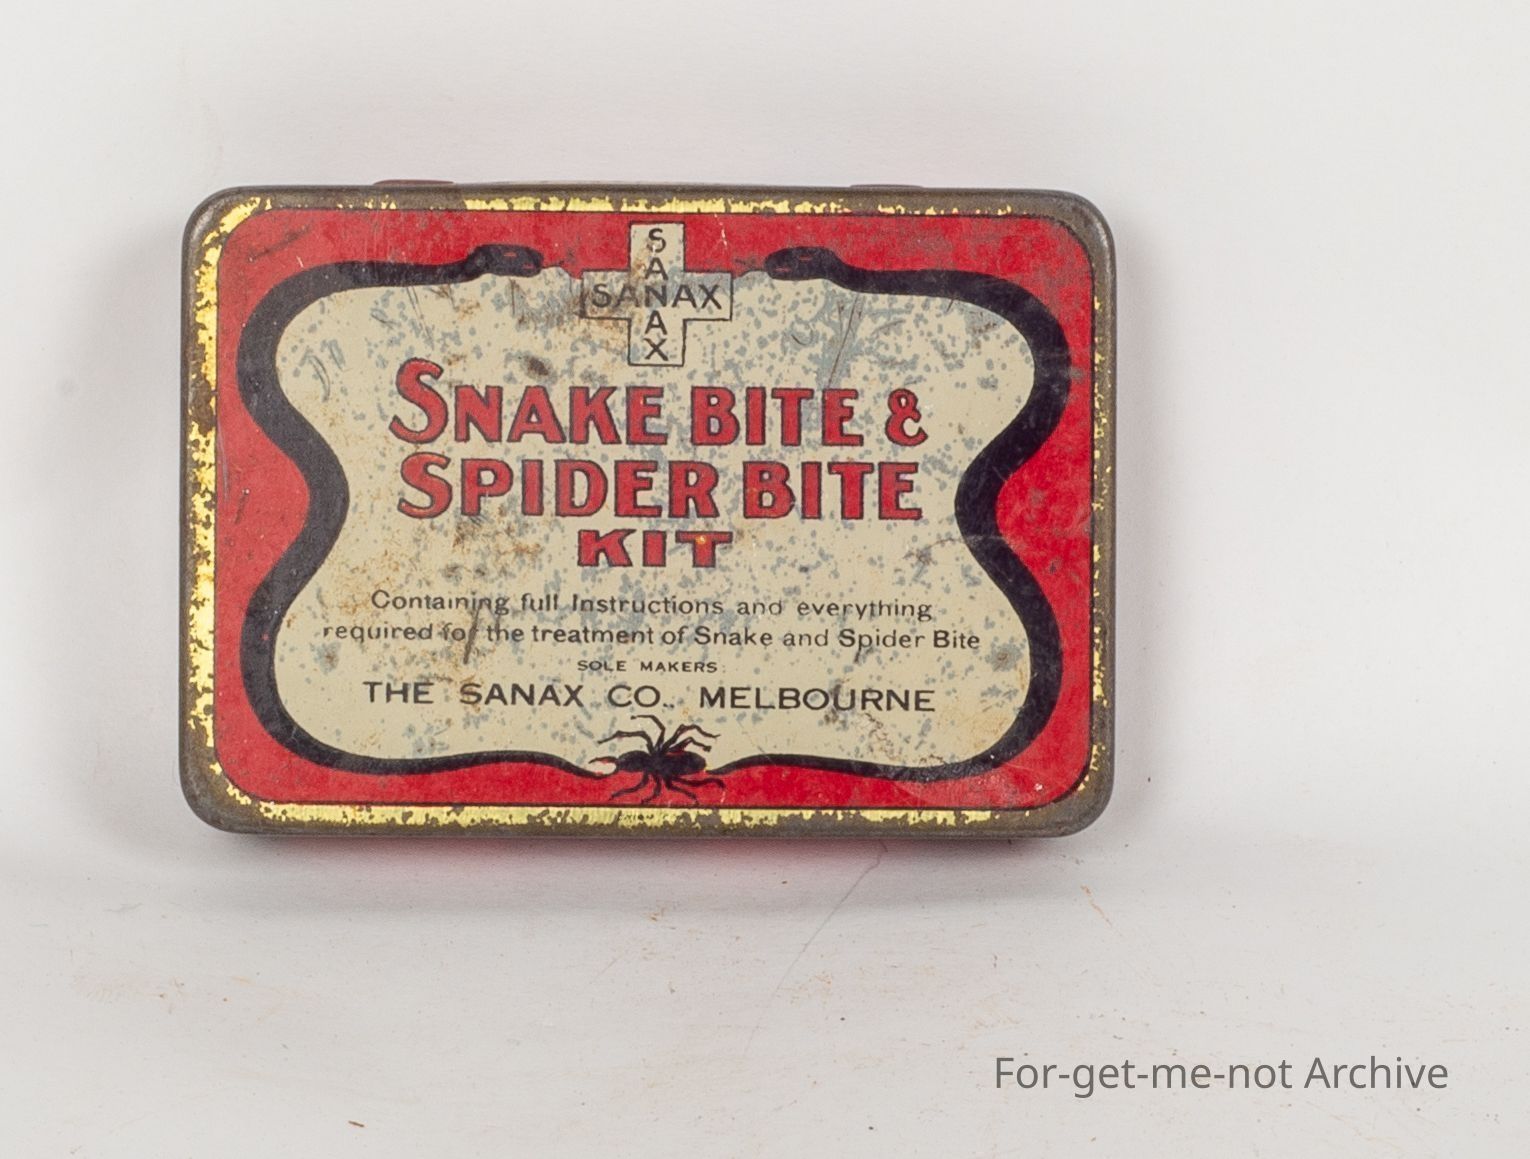 SANAX
SANAX
SNAKE BITE &
SPIDER BITE
KIT
Containing full Instructions and everything
required for the treatment of Snake and Spider Bite
SOLE MAKERS
THE SANAX CO. MELBOURNE
For-get-me-not Archive